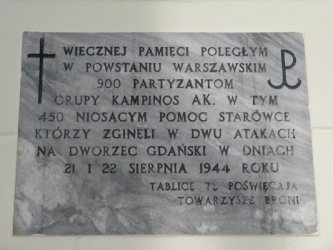 WIECZNEJ PAMIĘCI POLEGŁYM
W POWSTANIU WARSZAWSKIM
900 PARTYZANTOM
GRUPY KAMPINOS AK. W TYM
450 NIOSĄCYM POMOC STARÓWCE
KTÓRZY ZGINELI W DWU ATAKACH
NA DWORZEC GDAŃSKI W DNIACH
21 I 22 SIERPNIA 1944 ROKU
TABLICĘ TĘ POŚWIĘCAJĄ
TOWARZYSZE BRONI